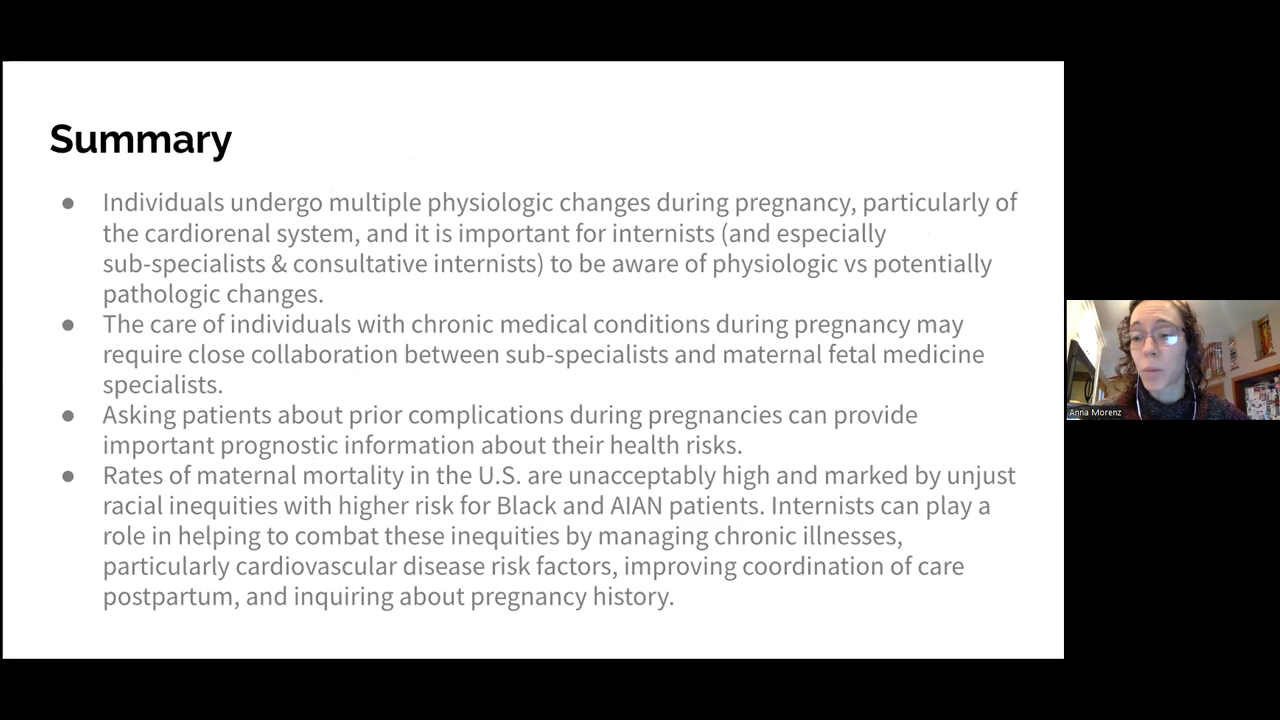 Summary
● Individuals undergo multiple physiologic changes during pregnancy, particularly of
the cardiorenal system, and it is important for internists (and especially
sub-specialists & consultative internists) to be aware of physiologic vs potentially
pathologic changes.
● The care of individuals with chronic medical conditions during pregnancy may
require close collaboration between sub-specialists and maternal fetal medicine
specialists.
● Asking patients about prior complications during pregnancies can provide
important prognostic information about their health risks.
● Rates of maternal mortality in the U.S. are unacceptably high and marked by unjust
racial inequities with higher risk for Black and AIAN patients. Internists can play a
role in helping to combat these inequities by managing chronic illnesses,
particularly cardiovascular disease risk factors, improving coordination of care
postpartum, and inquiring about pregnancy history.
Anna Morenz